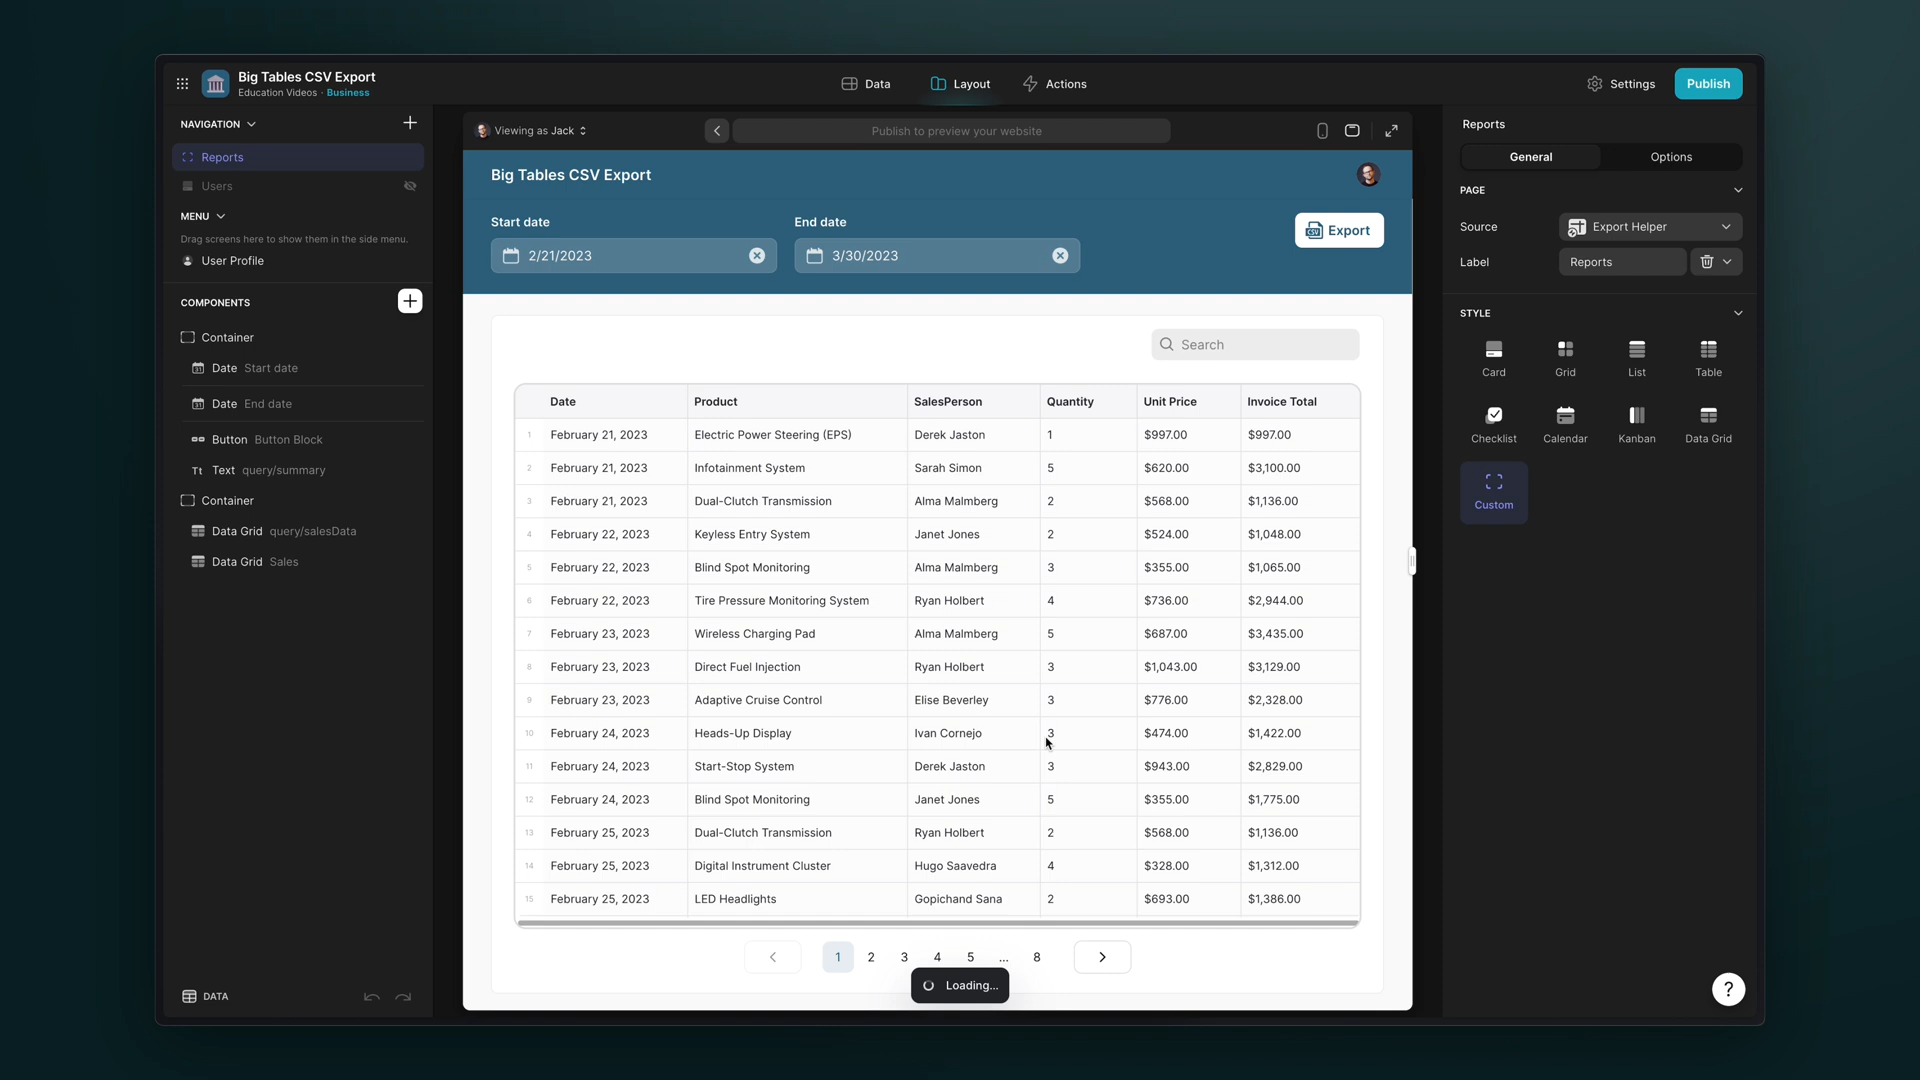 Big Tables CSV Export
Education Videos · Business
Data
Layout
Actions
Settings
Publish
NAVIGATION
Reports
Users
MENU
Drag screens here to show them in the side menu.
User Profile
COMPONENTS
Container
Date Start date
Date End date
Button Button Block
Text query/summary
Container
Data Grid query/salesData
Data Grid Sales
DATA
Viewing as Jack
Publish to preview your website
Big Tables CSV Export
Start date
End date
2/21/2023
3/30/2023
CSV Export
Search
Date Product SalesPerson Quantity Unit Price Invoice Total
1 February 21, 2023 Electric Power Steering (EPS) Derek Jaston 1 $997.00 $997.00
2 February 21, 2023 Infotainment System Sarah Simon 5 $620.00 $3,100.00
3 February 21, 2023 Dual-Clutch Transmission Alma Malmberg 2 $568.00 $1,136.00
4 February 22, 2023 Keyless Entry System Janet Jones 2 $524.00 $1,048.00
5 February 22, 2023 Blind Spot Monitoring Alma Malmberg 3 $355.00 $1,065.00
6 February 22, 2023 Tire Pressure Monitoring System Ryan Holbert 4 $736.00 $2,944.00
7 February 23, 2023 Wireless Charging Pad Alma Malmberg 5 $687.00 $3,435.00
8 February 23, 2023 Direct Fuel Injection Ryan Holbert 3 $1,043.00 $3,129.00
9 February 23, 2023 Adaptive Cruise Control Elise Beverley 3 $776.00 $2,328.00
10 February 24, 2023 Heads-Up Display Ivan Cornejo 3 $474.00 $1,422.00
11 February 24, 2023 Start-Stop System Derek Jaston 3 $943.00 $2,829.00
12 February 24, 2023 Blind Spot Monitoring Janet Jones 5 $355.00 $1,775.00
13 February 25, 2023 Dual-Clutch Transmission Ryan Holbert 2 $568.00 $1,136.00
14 February 25, 2023 Digital Instrument Cluster Hugo Saavedra 4 $328.00 $1,312.00
15 February 25, 2023 LED Headlights Gopichand Sana 2 $693.00 $1,386.00
1 2 3 4 5 ... 8
Loading...
Reports
General Options
PAGE
Source Export Helper
Label Reports
STYLE
Card Grid List Table
Checklist Calendar Kanban Data Grid
Custom
?